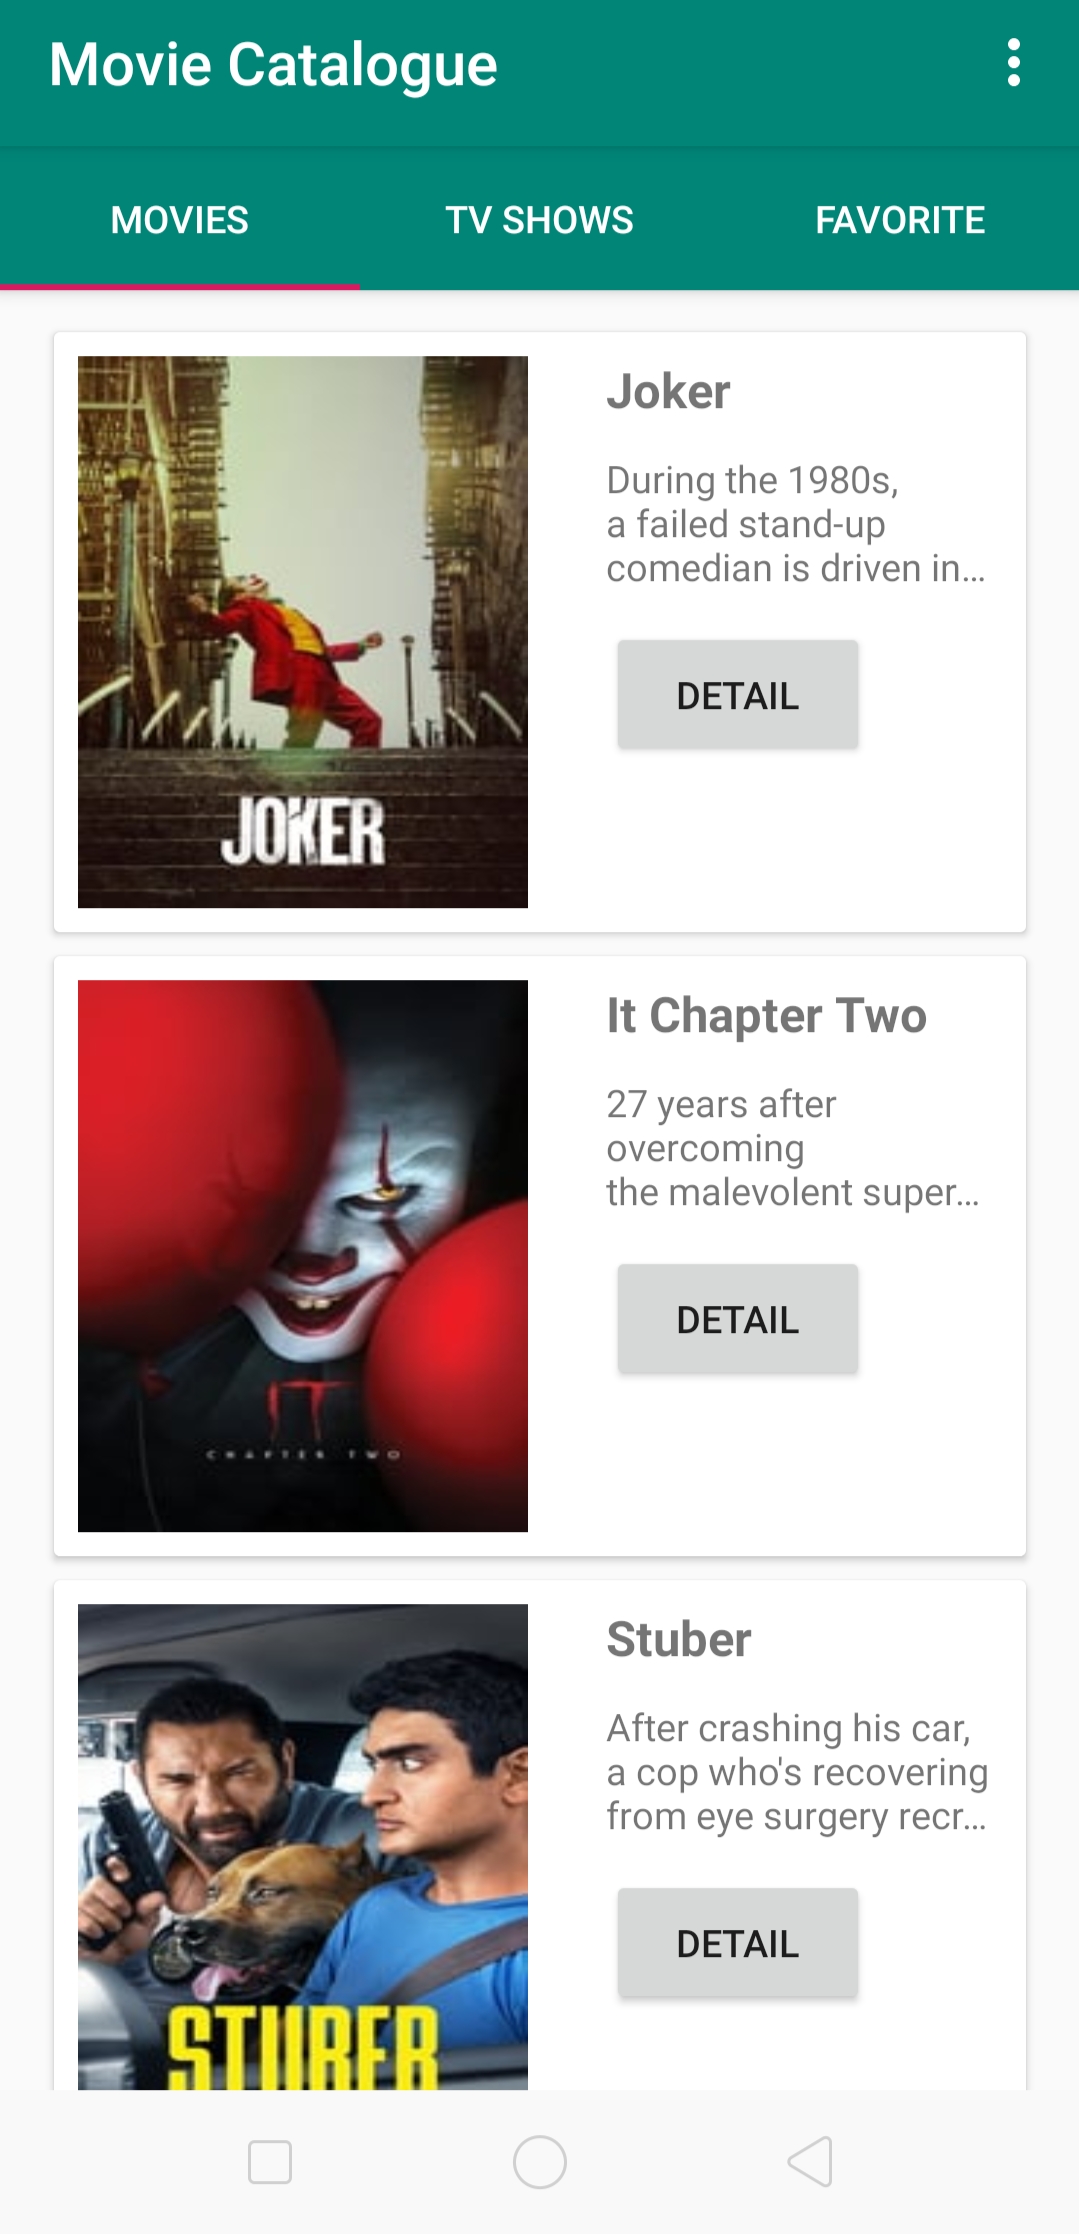 Movie Catalogue
MOVIES
TV SHOWS
FAVORITE
JOKER
Joker
During the 1980s,
a failed stand-up
comedian is driven in...
DETAIL
IT
CHAPTER TWO
It Chapter Two
27 years after
overcoming
the malevolent super...
DETAIL
STUBER
Stuber
After crashing his car,
a cop who's recovering
from eye surgery recr...
DETAIL